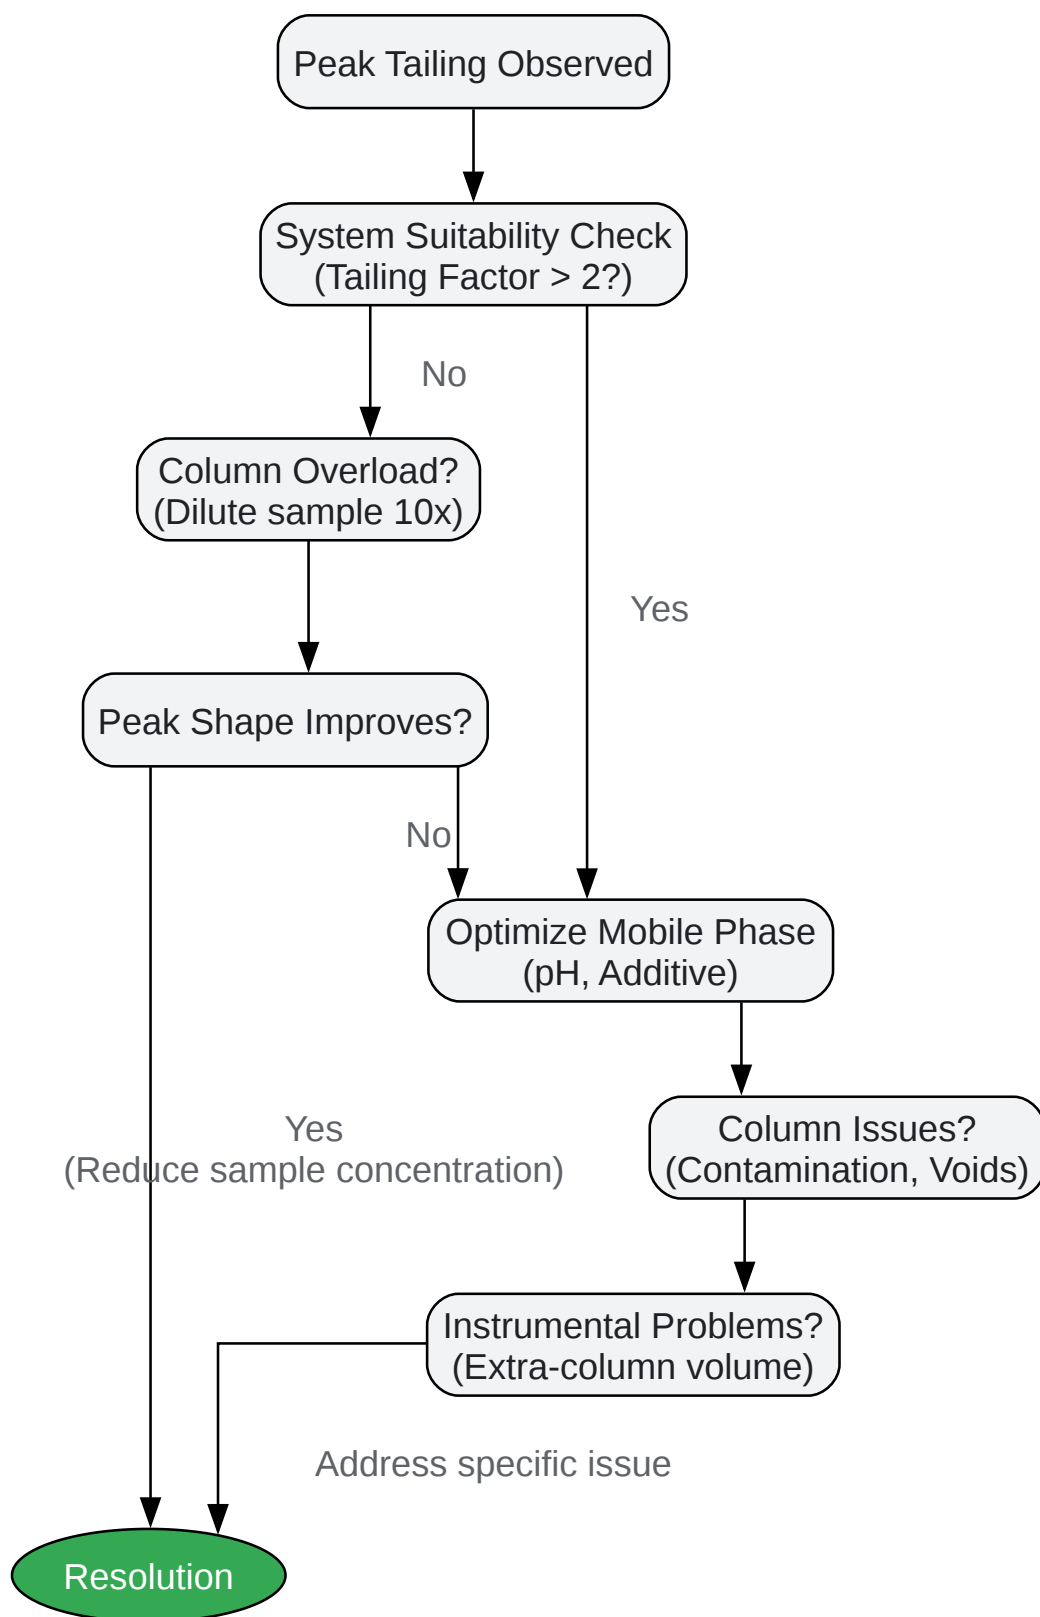 Peak Tailing Observed
System Suitability Check
(Tailing Factor > 2?)
No
Column Overload?
(Dilute sample 10x)
Yes
Peak Shape Improves?
No
Optimize Mobile Phase
(pH, Additive)
Yes
(Reduce sample concentration)
Column Issues?
(Contamination, Voids)
Instrumental Problems?
(Extra-column volume)
Address specific issue
Resolution